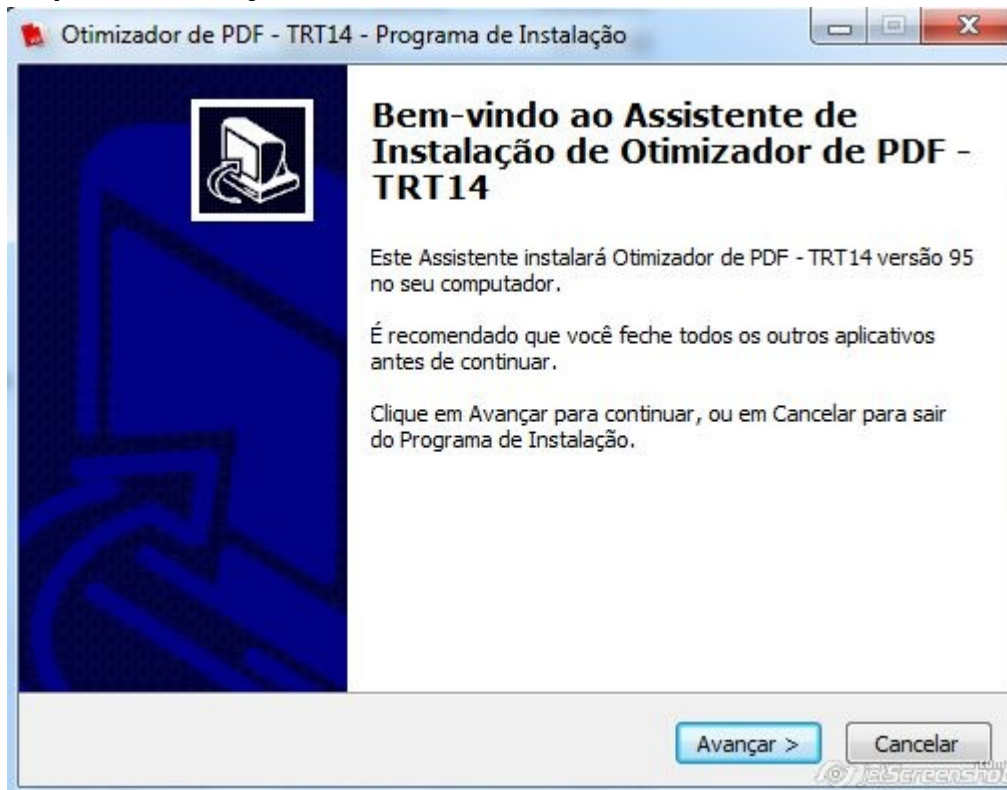 Otimizador de PDF - TRT14 - Programa de Instalação
Bem-vindo ao Assistente de
Instalação de Otimizador de PDF -
TRT14
Este Assistente instalará Otimizador de PDF - TRT14 versão 95
no seu computador.
É recomendado que você feche todos os outros aplicativos
antes de continuar.
Clique em Avançar para continuar, ou em Cancelar para sair
do Programa de Instalação.
Avançar > Cancelar